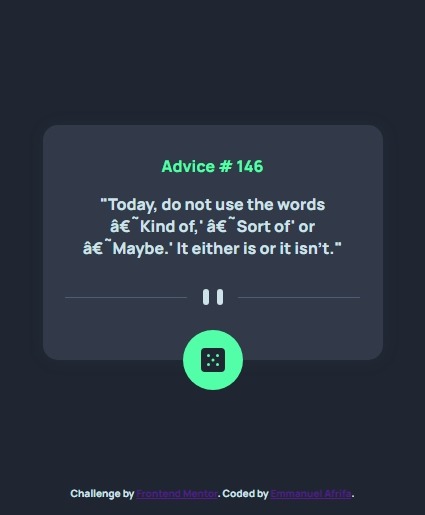 Advice # 146
"Today, do not use the words
â€˜Kind of,' â€˜Sort of' or
â€˜Maybe.' It either is or it isn't."
Challenge by Frontend Mentor. Coded by Emmanuel Afrifa.